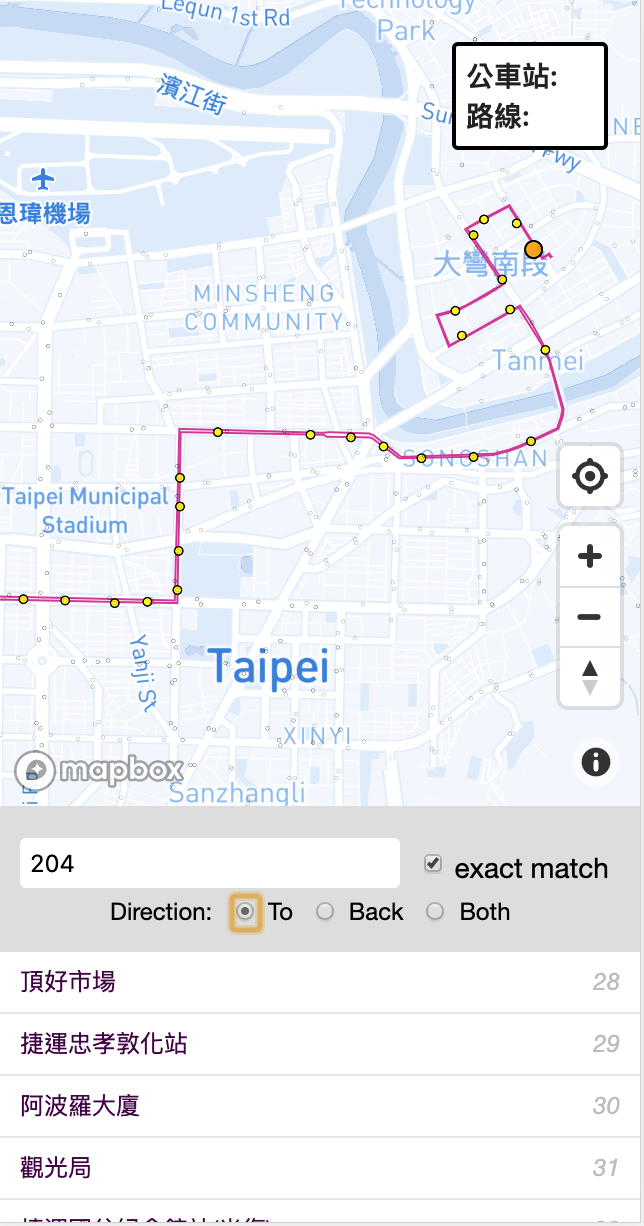 Lequn 1st Rd
Technology
Park
濱江街
公車站:
路線:
恩瑋機場
大彎南段
MINSHENG
COMMUNITY
Tanmei
SONGSHAN
Taipei Municipal
Stadium
Yanji St
Taipei
XINYI
mapbox
Sanzhangli
204
exact match
Direction: To Back Both
頂好市場 28
捷運忠孝敦化站 29
阿波羅大廈 30
觀光局 31